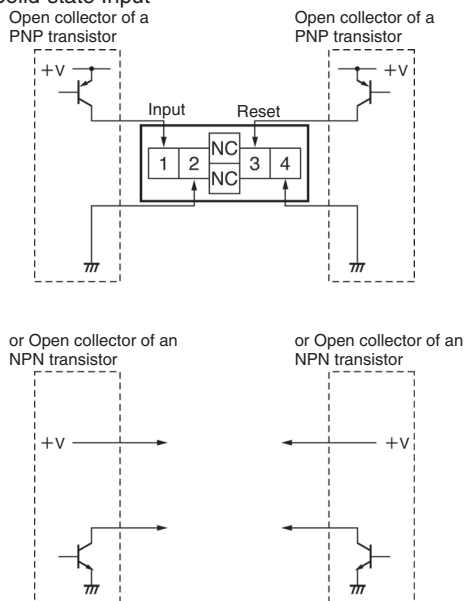 Solid state input
Open collector of a
PNP transistor
Open collector of a
PNP transistor
+V
+V
Input
Reset
NC
1 2 3 4
NC
or Open collector of an
NPN transistor
or Open collector of an
NPN transistor
+V
+V